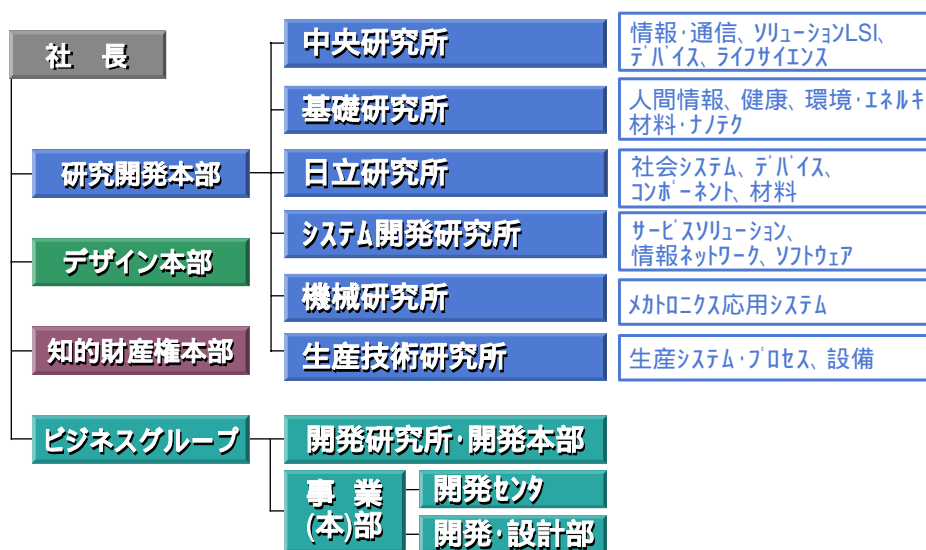 社 長
中央研究所
情報・通信、ソリューションLSI、
デバイス、ライフサイエンス
基礎研究所
人間情報、健康、環境・エネルキ
材料・ナノテク
研究開発本部
日立研究所
社会システム、デバイス、
コンポーネント、材料
システム開発研究所
サービスソリューション、
情報ネットワーク、ソフトウェア
デザイン本部
機械研究所
メカトロニクス応用システム
知的財産権本部
生産技術研究所
生産システム・プロセス、設備
ビジネスグループ
開発研究所・開発本部
事 業
(本)部
開発センタ
開発・設計部